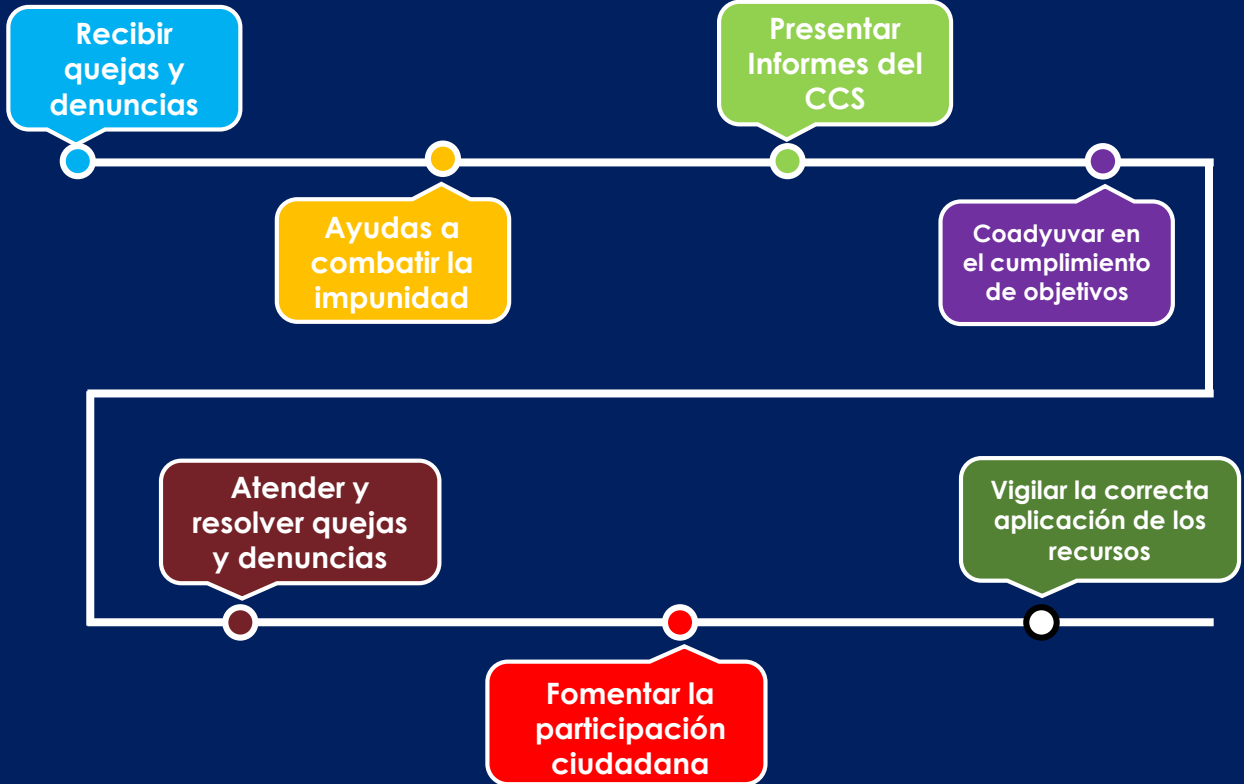 Recibir
quejas y
denuncias
Ayudas a
combatir la
impunidad
Presentar
Informes del
CCS
Coadyuvar en
el cumplimiento
de objetivos
Atender y
resolver quejas
y denuncias
Fomentar la
participación
ciudadana
Vigilar la correcta
aplicación de los
recursos